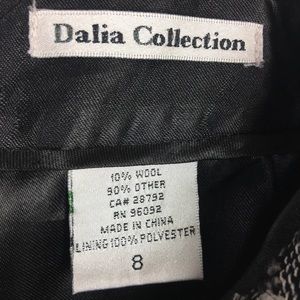 Dalia Collection
10% WOOL
90% OTHER
CA# 28792
RN 96092
MADE IN CHINA
LINING 100% POLYESTER
8